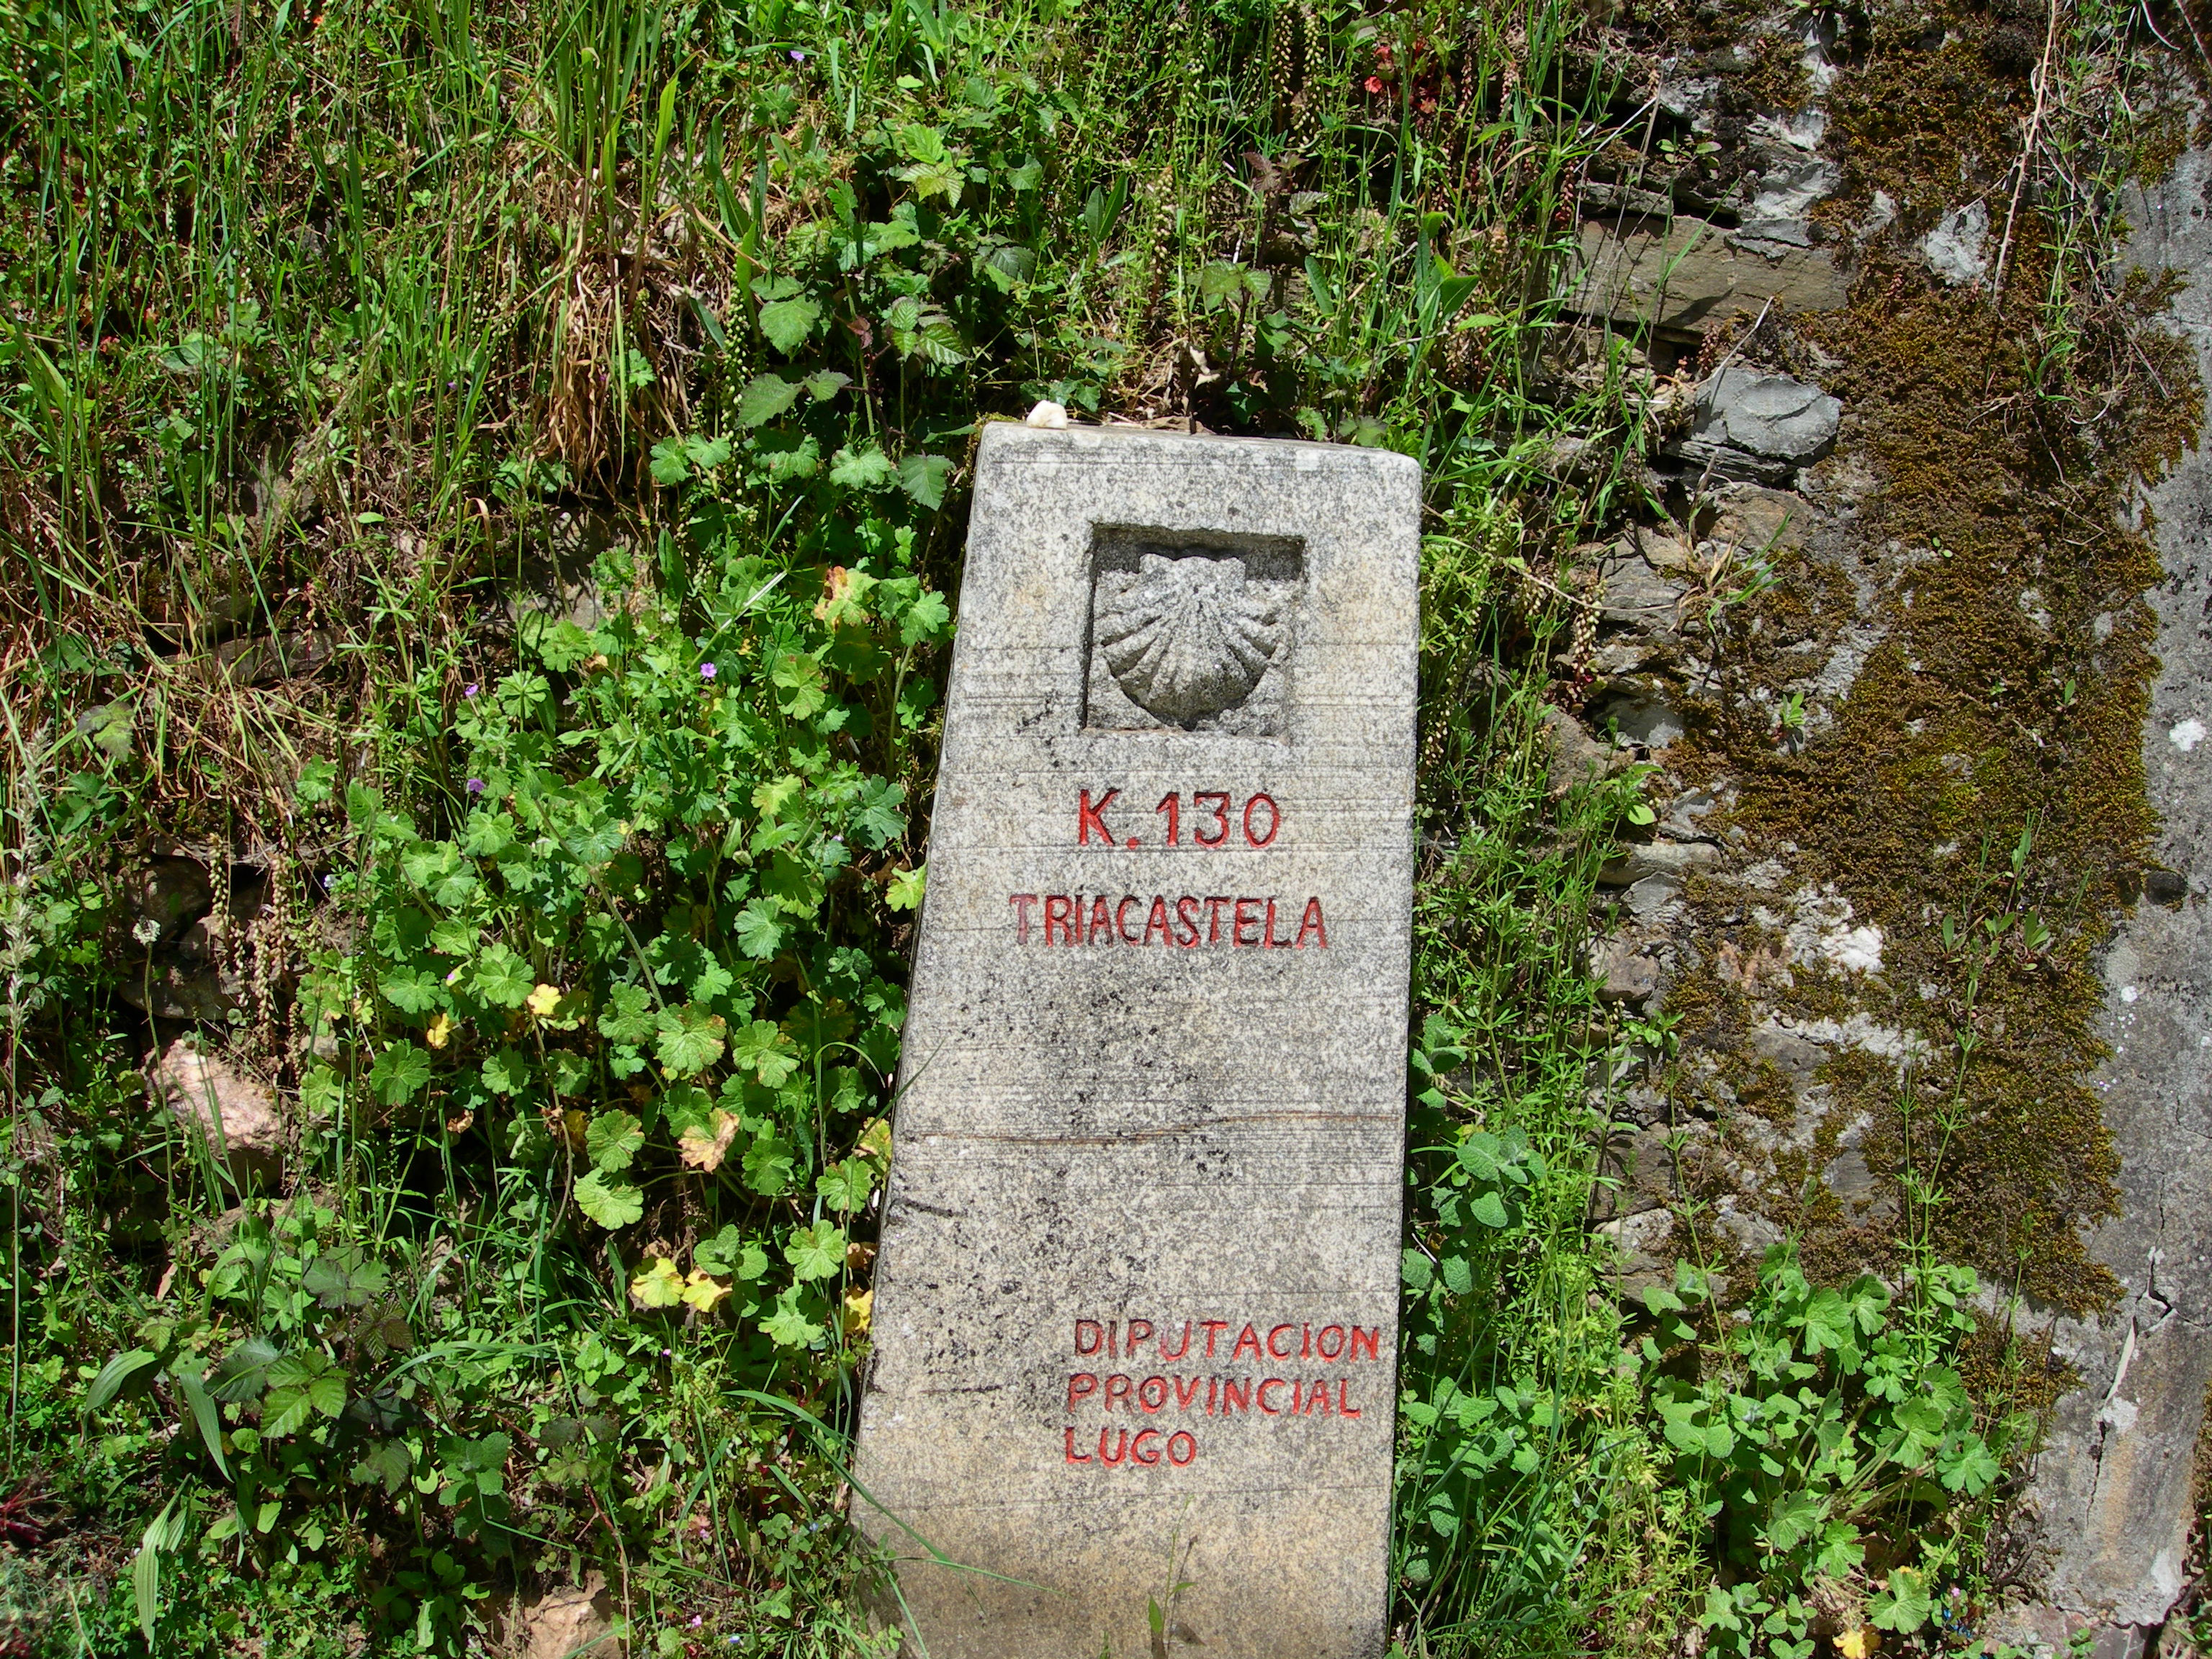 K.130
TRIACASTELA
DIPUTACION
PROVINCIAL
LUGO